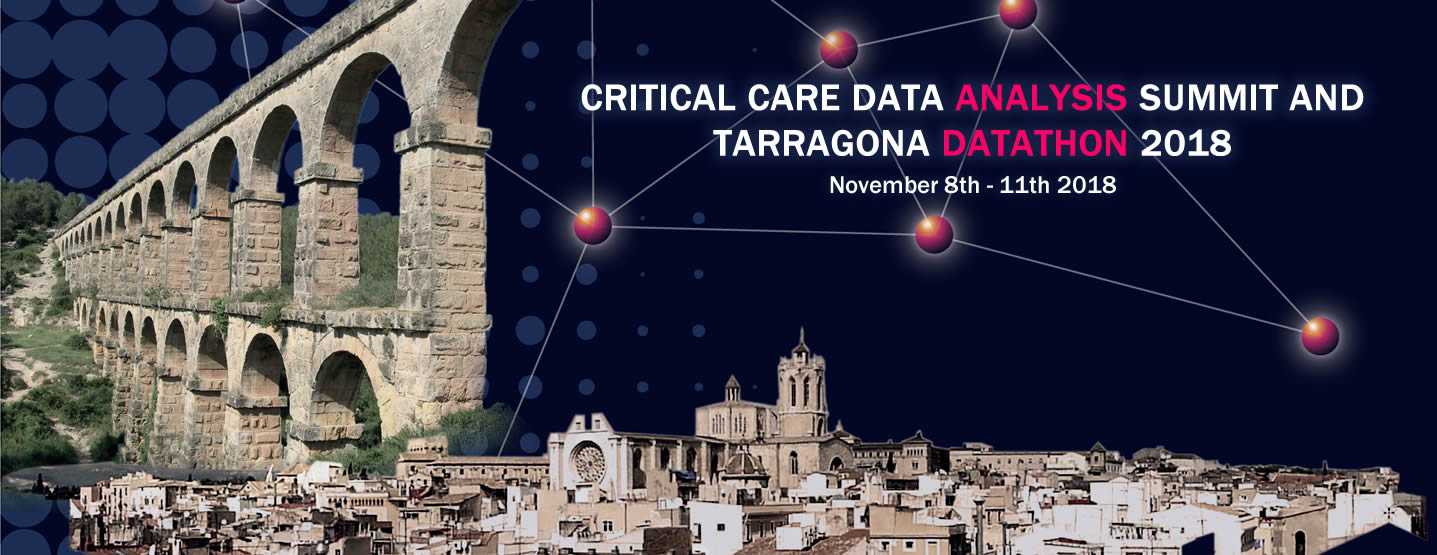 CRITICAL CARE DATA ANALYSIS SUMMIT AND
TARRAGONA DATATHON 2018
November 8th - 11th 2018